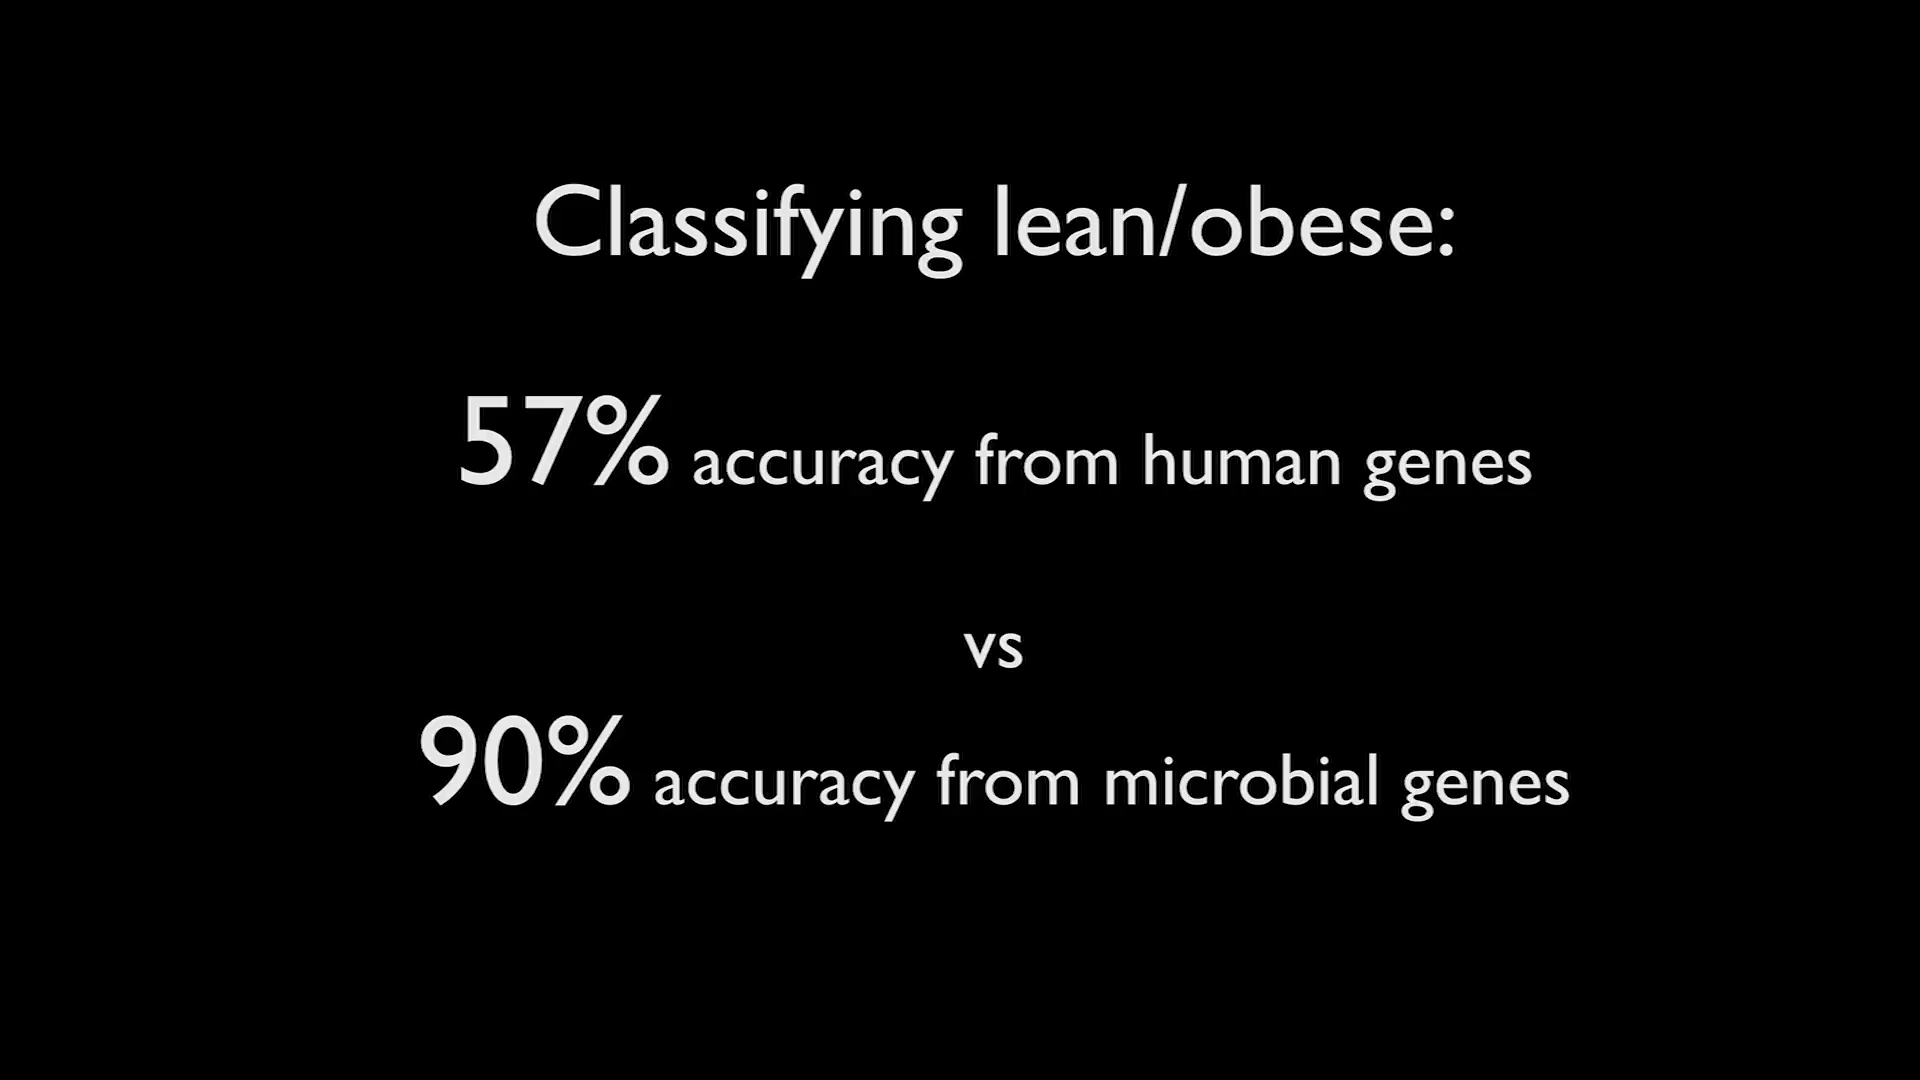 Classifying lean/obese:
57% accuracy from human genes
vs
90% accuracy from microbial genes